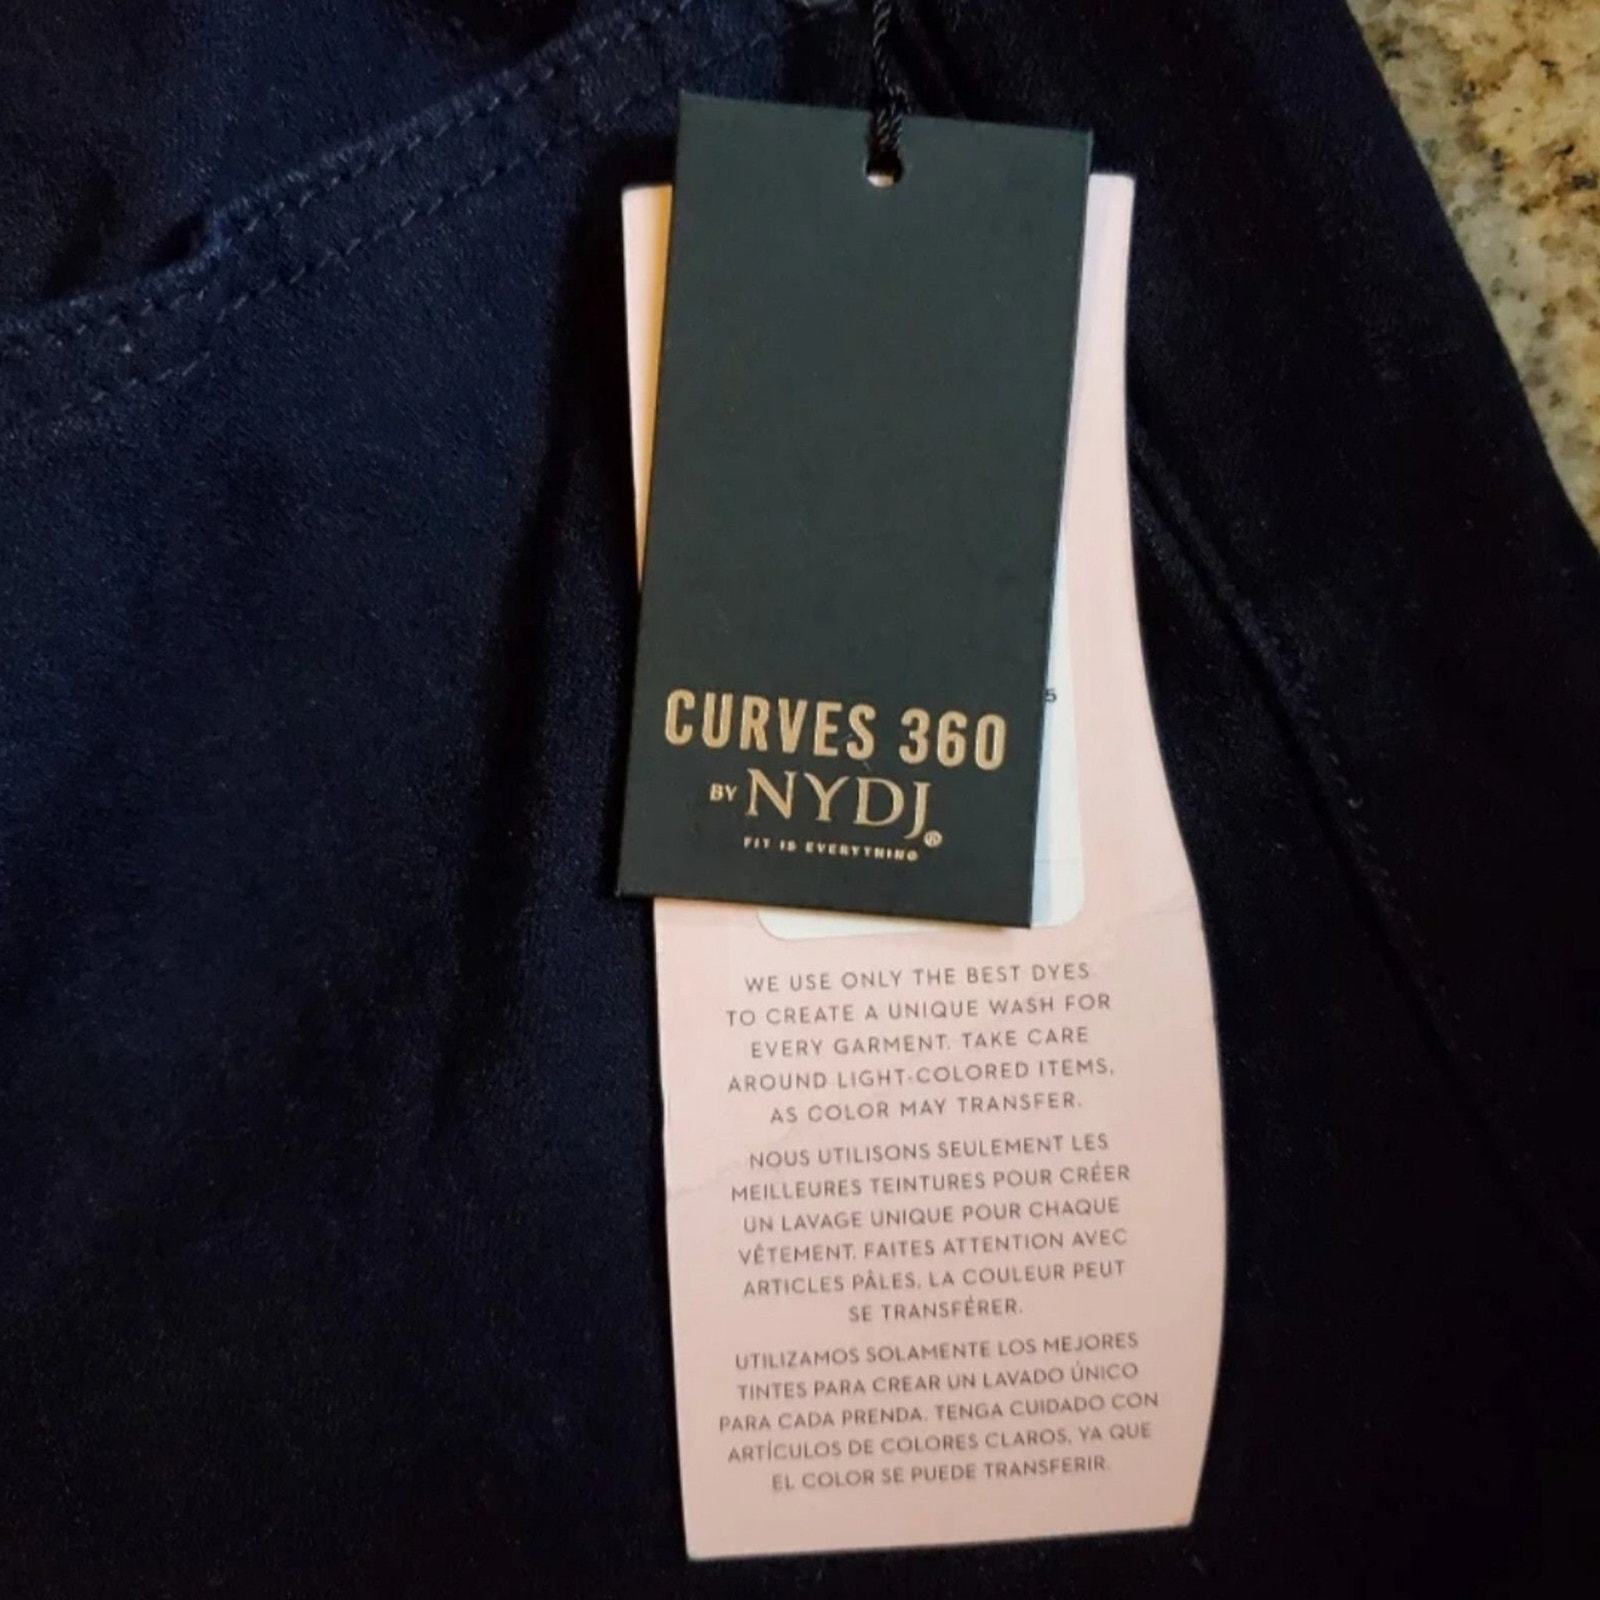 CURVES 360
BY NYDJ®
FIT IS EVERYTHING
5
WE USE ONLY THE BEST DYES
TO CREATE A UNIQUE WASH FOR
EVERY GARMENT. TAKE CARE
AROUND LIGHT-COLORED ITEMS,
AS COLOR MAY TRANSFER.
NOUS UTILISONS SEULEMENT LES
MEILLEURES TEINTURES POUR CRÉER
UN LAVAGE UNIQUE POUR CHAQUE
VÊTEMENT. FAITES ATTENTION AVEC
ARTICLES PÂLES, LA COULEUR PEUT
SE TRANSFÉRER.
UTILIZAMOS SOLAMENTE LOS MEJORES
TINTES PARA CREAR UN LAVADO ÚNICO
PARA CADA PRENDA. TENGA CUIDADO CON
ARTÍCULOS DE COLORES CLAROS, YA QUE
EL COLOR SE PUEDE TRANSFERIR.